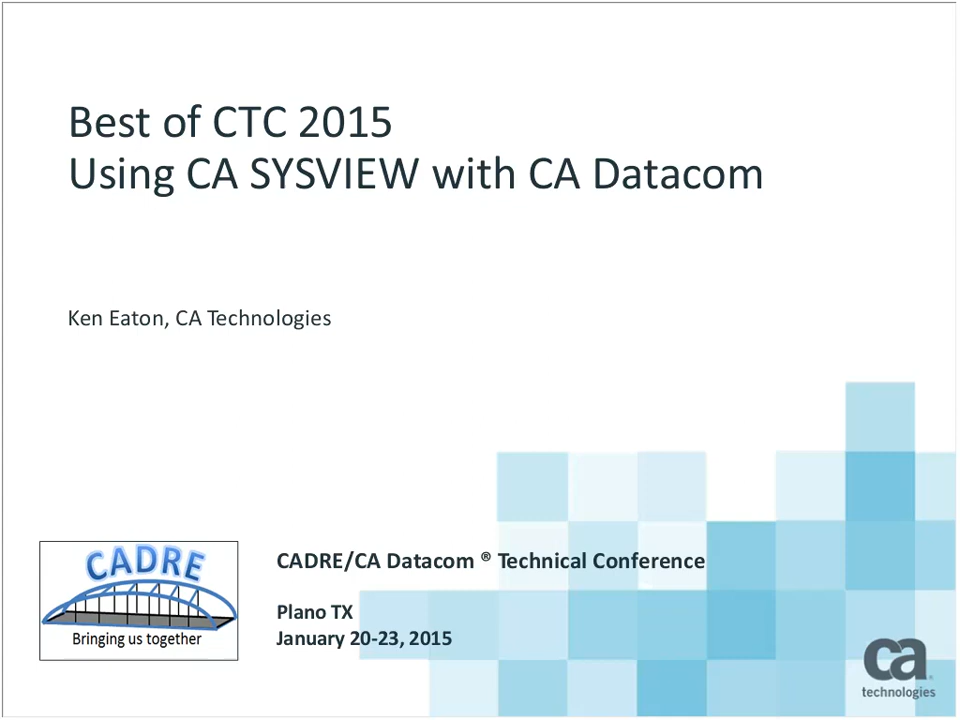 Best of CTC 2015
Using CA SYSVIEW with CA Datacom
Ken Eaton, CA Technologies
CADRE
Bringing us together
CADRE/CA Datacom ® Technical Conference
Plano TX
January 20-23, 2015
ca
technologies